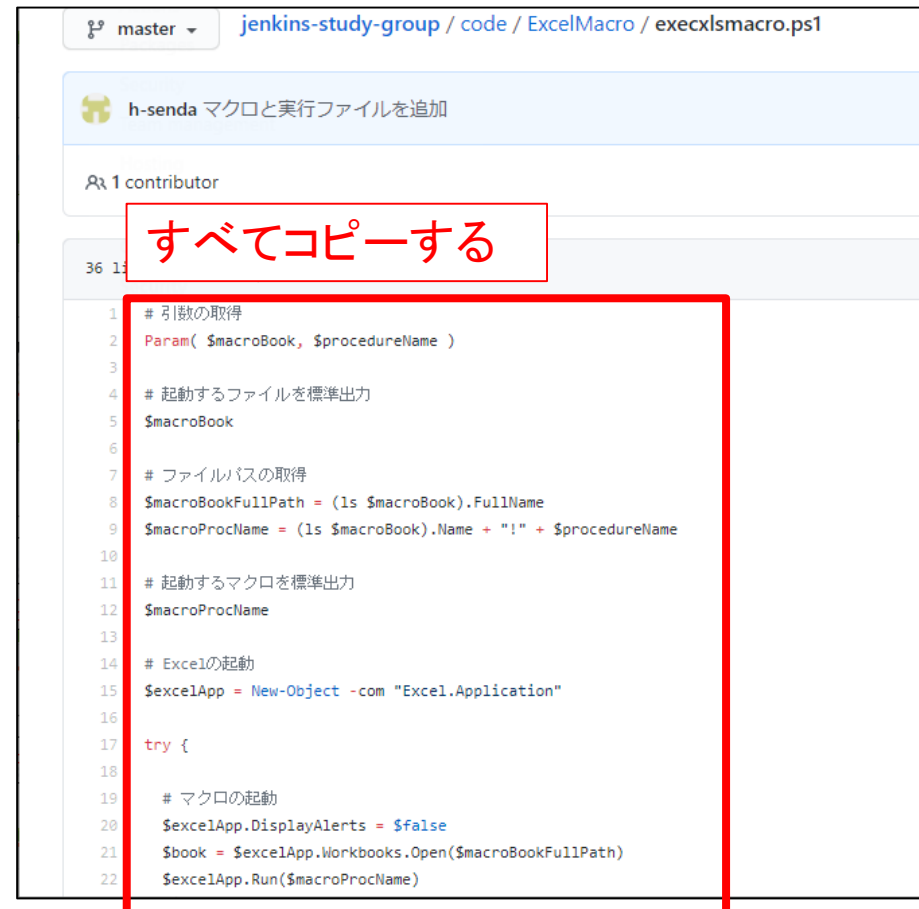 master jenkins-study-group / code / ExcelMacro / execxlsmacro.ps1
h-senda マクロと実行ファイルを追加
1 contributor
すべてコピーする
36
1 # 引数の取得
2 Param( $macroBook, $procedureName )
3
4 # 起動するファイルを標準出力
5 $macroBook
6
7 # ファイルパスの取得
8 $macroBookFullPath = (ls $macroBook).FullName
9 $macroProcName = (ls $macroBook).Name + "!" + $procedureName
10
11 # 起動するマクロを標準出力
12 $macroProcName
13
14 # Excelの起動
15 $excelApp = New-Object -com "Excel.Application"
16
17 try {
18
19 # マクロの起動
20 $excelApp.DisplayAlerts = $false
21 $book = $excelApp.Workbooks.Open($macroBookFullPath)
22 $excelApp.Run($macroProcName)